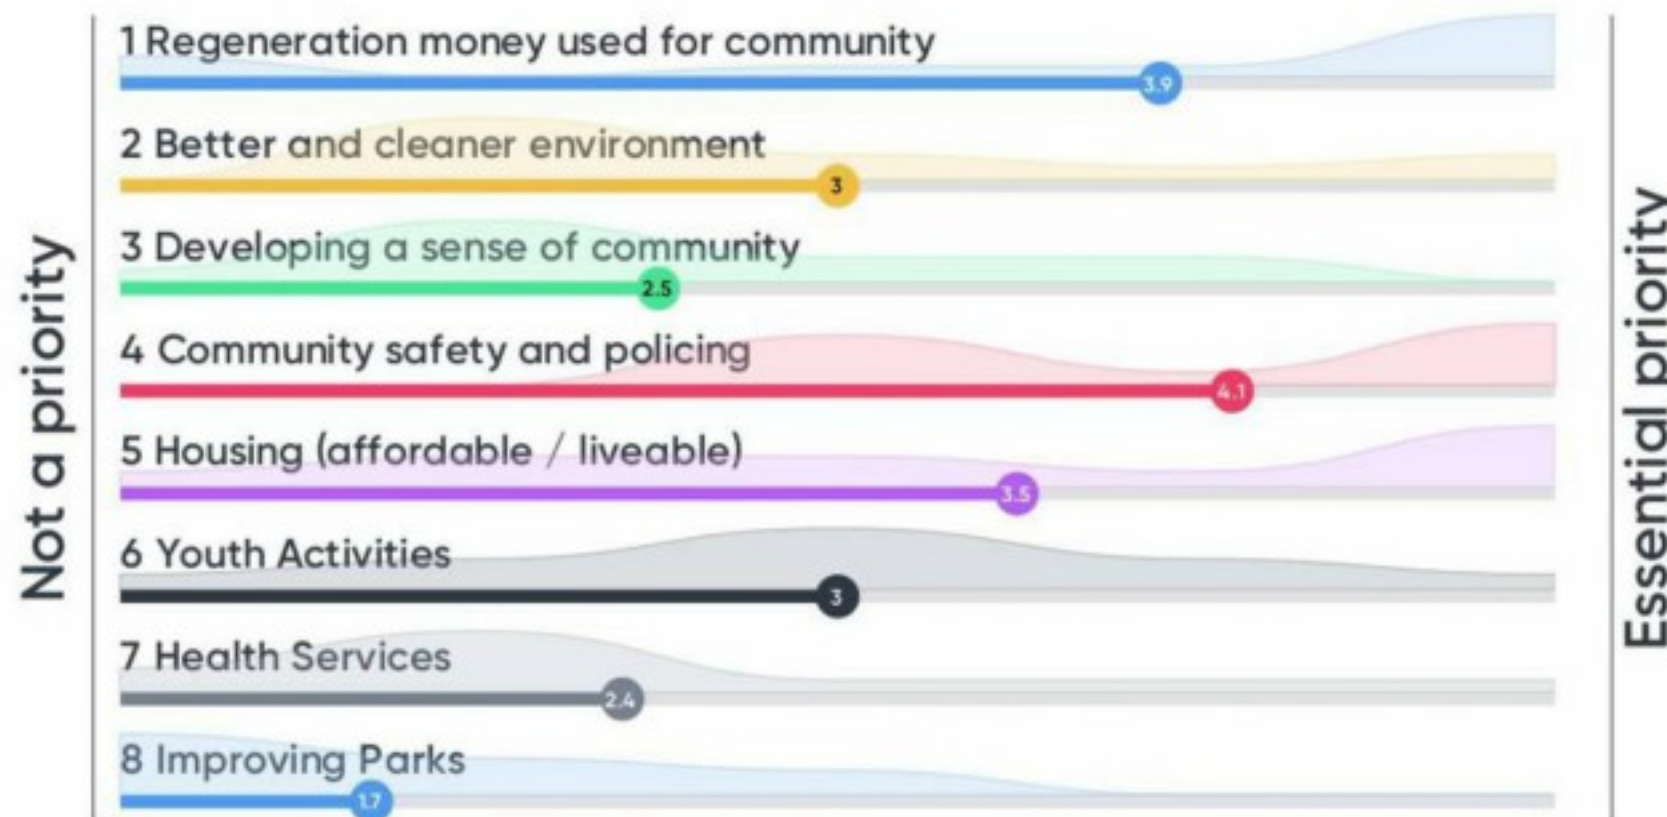 1 Regeneration money used for community
3.9
2 Better and cleaner environment
3
3 Developing a sense of community
2.5
4 Community safety and policing
4.1
5 Housing (affordable / liveable)
3.5
6 Youth Activities
3
7 Health Services
2.4
8 Improving Parks
1.7
Not a priority
Essential priority